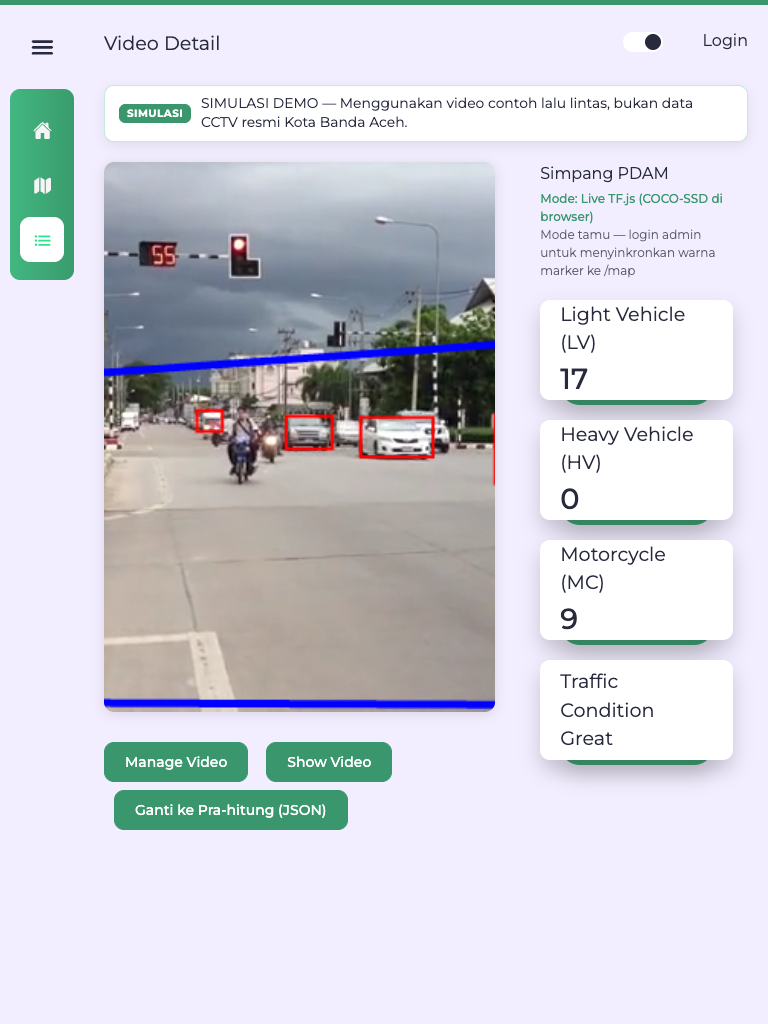 Video Detail
Login
SIMULASI
SIMULASI DEMO — Menggunakan video contoh lalu lintas, bukan data
CCTV resmi Kota Banda Aceh.
55
Simpang PDAM
Mode: Live TF.js (COCO-SSD di
browser)
Mode tamu — login admin
untuk menyinkronkan warna
marker ke /map
Light Vehicle
(LV)
17
Heavy Vehicle
(HV)
0
Motorcycle
(MC)
9
Traffic
Condition
Great
Manage Video
Show Video
Ganti ke Pra-hitung (JSON)